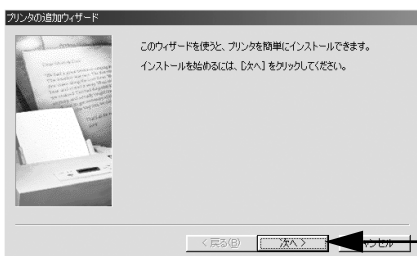 プリンタの追加ウィザード
このウィザードを使うと、プリンタを簡単にインストールできます。
インストールを始めるには、[次へ] をクリックしてください。
< 戻る(B)
次へ >